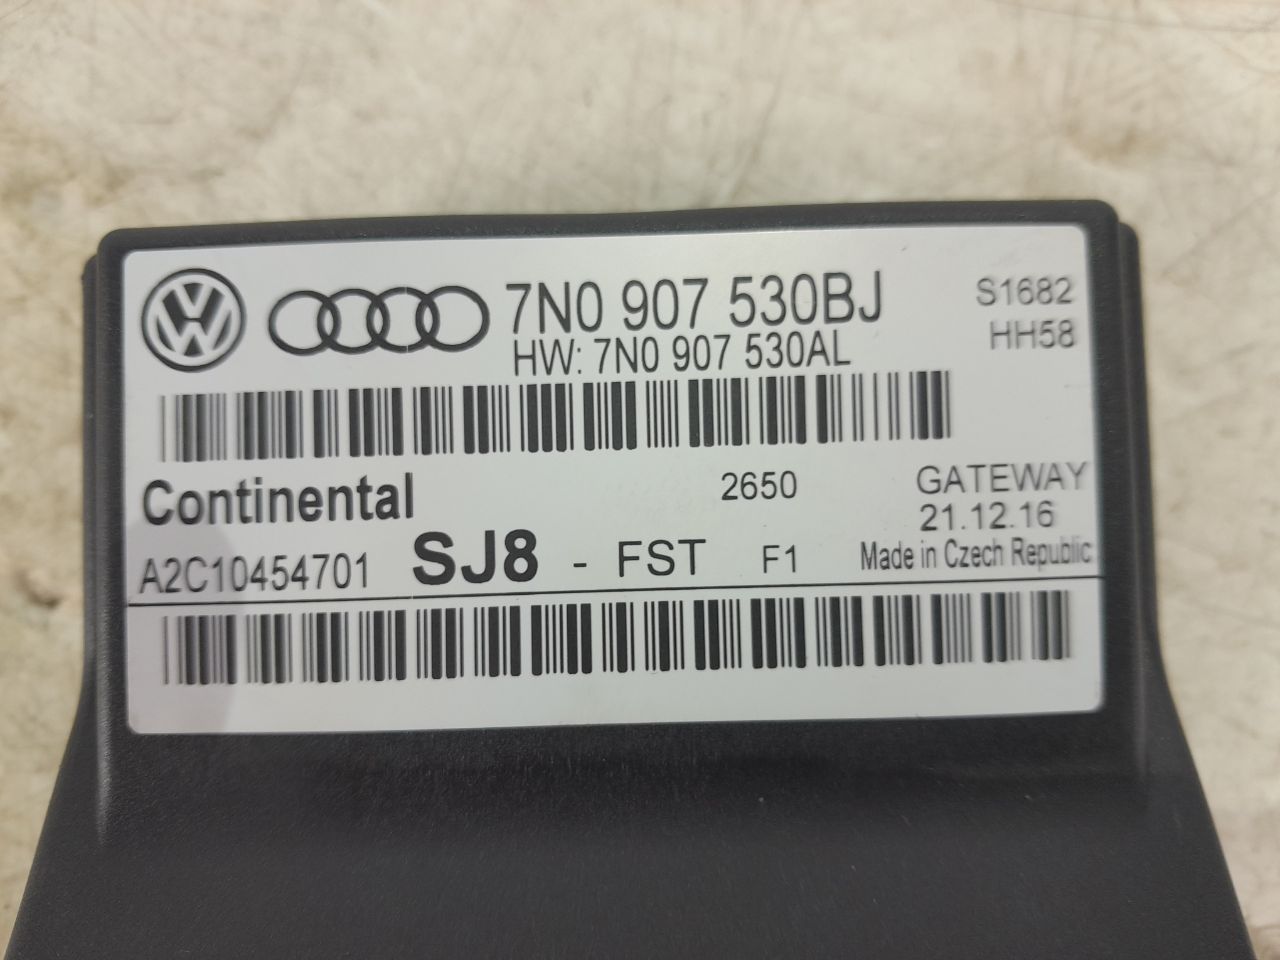 7N0 907 530BJ S1682
HW: 7N0 907 530AL HH58
Continental 2650 GATEWAY
21.12.16
A2C10454701 SJ8 - FST F1 Made in Czech Republic